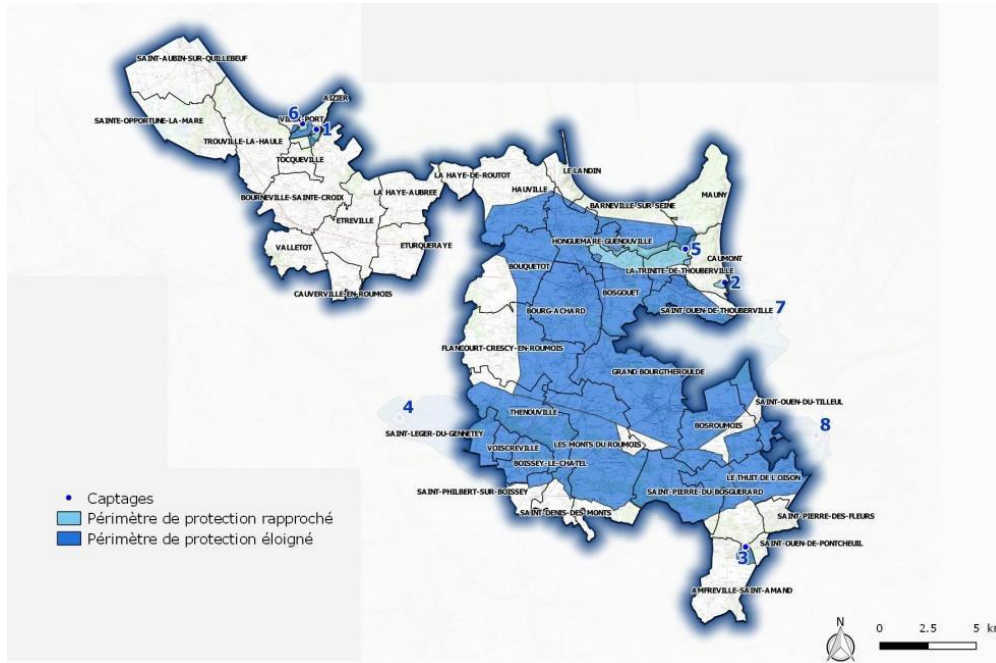 SAINT-AUBIN-SUR-QUILLEBEUF
AIZIER
SAINTE-OPPORTUNE-LA-MARE
6
1
TROUVILLE-LA-HAULE
TOCQUEVILLE
LE LANDIN
LA HAYE-DE-ROUTOT
HAUVILLE
LA HAYE-AUBREE
MAUNY
BOURNEVILLE-SAINTE-CROIX
BARNEVILLE-SUR-SEINE
ETREVILLE
HONGUEMARE-GUENOUVILLE
VALLETOT
ETURQUERAYE
5
CAUMONT
BOUQUETOT
LA TRINITE-DE-THOUBERVILLE
2
CAUVERVILLE-EN-ROUMOIS
BOSGOUET
BOURG-ACHARD
SAINT-OUEN-DE-THOUBERVILLE
7
FLANCOURT-CRESCY-EN-ROUMOIS
GRAND BOURGTHEROULDE
4
THENOUVILLE
SAINT-OUEN-DU-TILLEUL
8
SAINT-LEGER-DU-GENNETEY
BOSROUMOIS
VOISCREVILLE
LES MONTS DU ROUMOIS
BOISSEY-LE-CHATEL
LE THUIT DE L'OISON
SAINT-PHILBERT-SUR-BOISSEY
SAINT-PIERRE-DU-BOSGUERARD
SAINT-DENIS-DES-MONTS
SAINT-PIERRE-DES-FLEURS
SAINT-OUEN-DE-PONTCHEUIL
3
AMFREVILLE-SAINT-AMAND
Captages
Périmètre de protection rapproché
Périmètre de protection éloigné
N
0 2.5 5 km